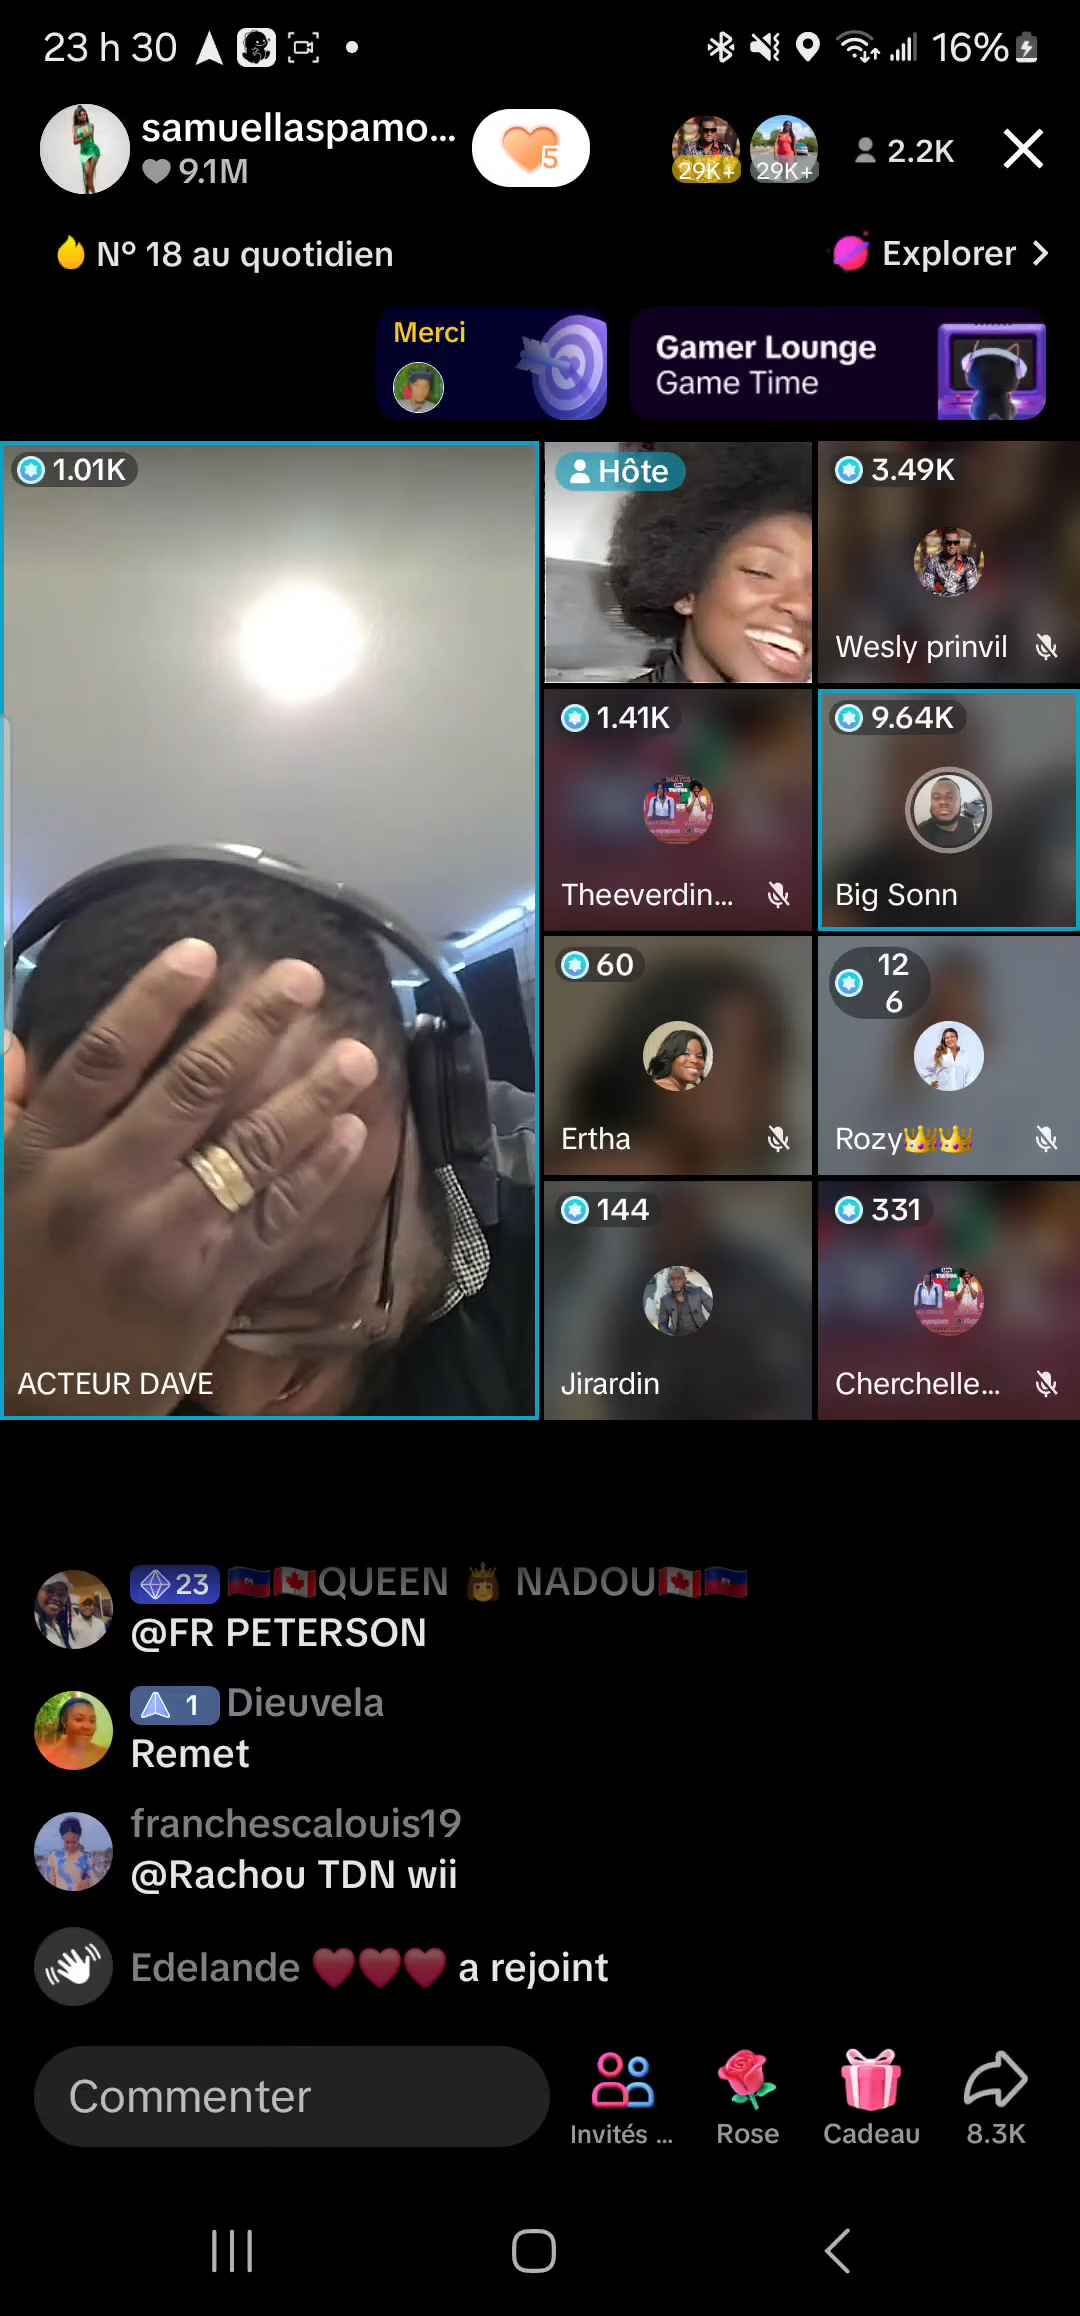 23 h 30
16%
samuellaspamo...
9.1M
5
29K+
29K+
2.2K
N° 18 au quotidien
Explorer
Merci
Gamer Lounge
Game Time
1.01K
Hôte
3.49K
Wesly prinvil
1.41K
9.64K
Theeverdin...
Big Sonn
60
12
6
Ertha
Rozy👑👑
144
331
ACTEUR DAVE
Jirardin
Cherchelle...
23 🇭🇹🇨🇦QUEEN 👸 NADOU🇨🇦🇭🇹
@FR PETERSON
1 Dieuvela
Remet
franchescalouis19
@Rachou TDN wii
Edelande ❤️❤️❤️ a rejoint
Commenter
Invités ...
Rose
Cadeau
8.3K